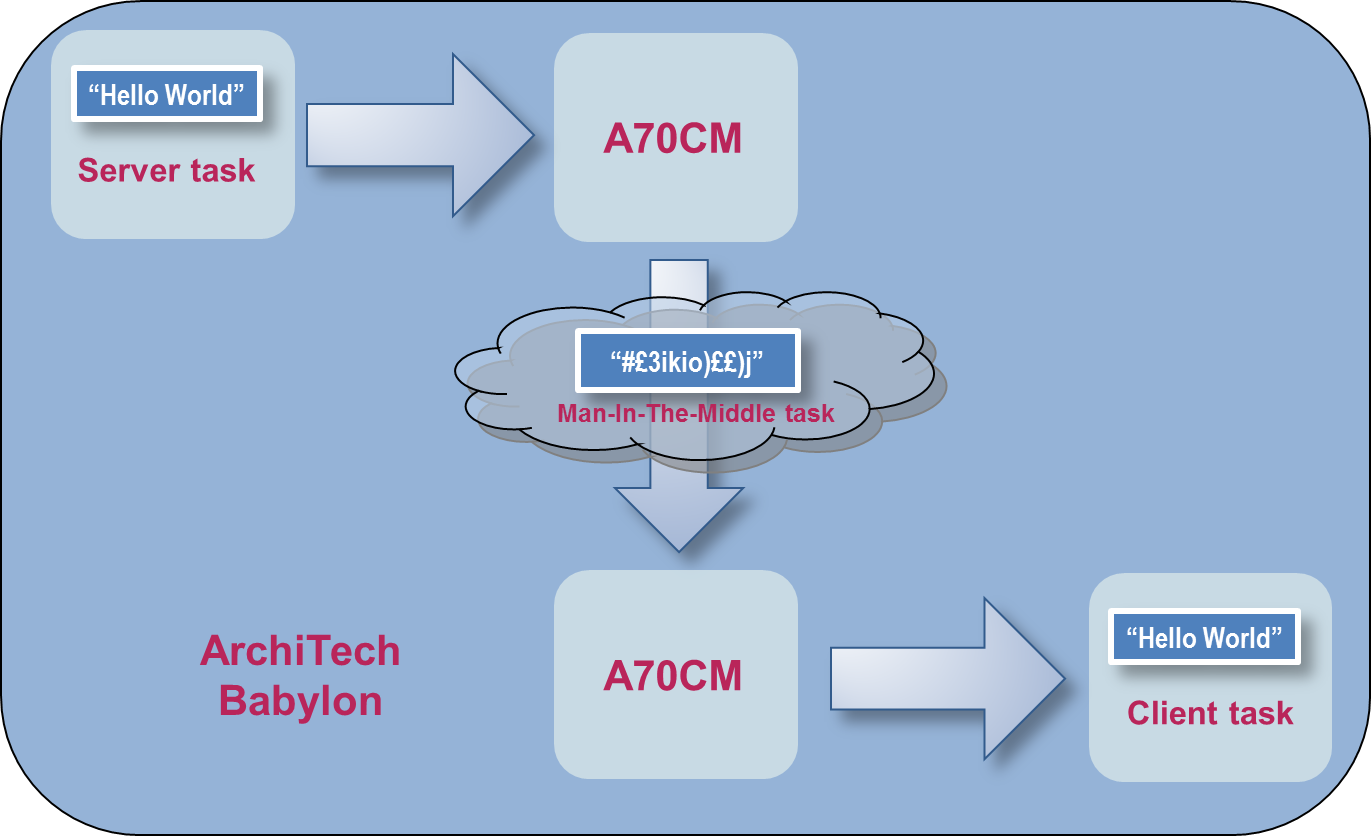 “Hello World”
Server task
A70CM
“#£3ikio)££)j”
Man-In-The-Middle task
ArchiTech
Babylon
A70CM
“Hello World”
Client task